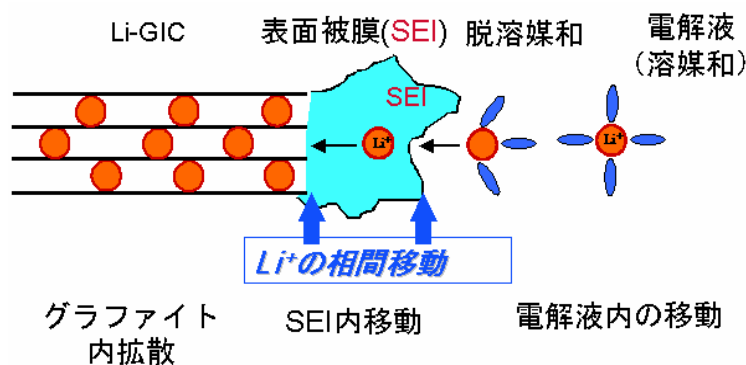 Li-GIC
表面被膜(SEI)
脱溶媒和
電解液
(溶媒和)
SEI
Li⁺
Li⁺
Li⁺の相間移動
グラファイト
内拡散
SEI内移動
電解液内の移動